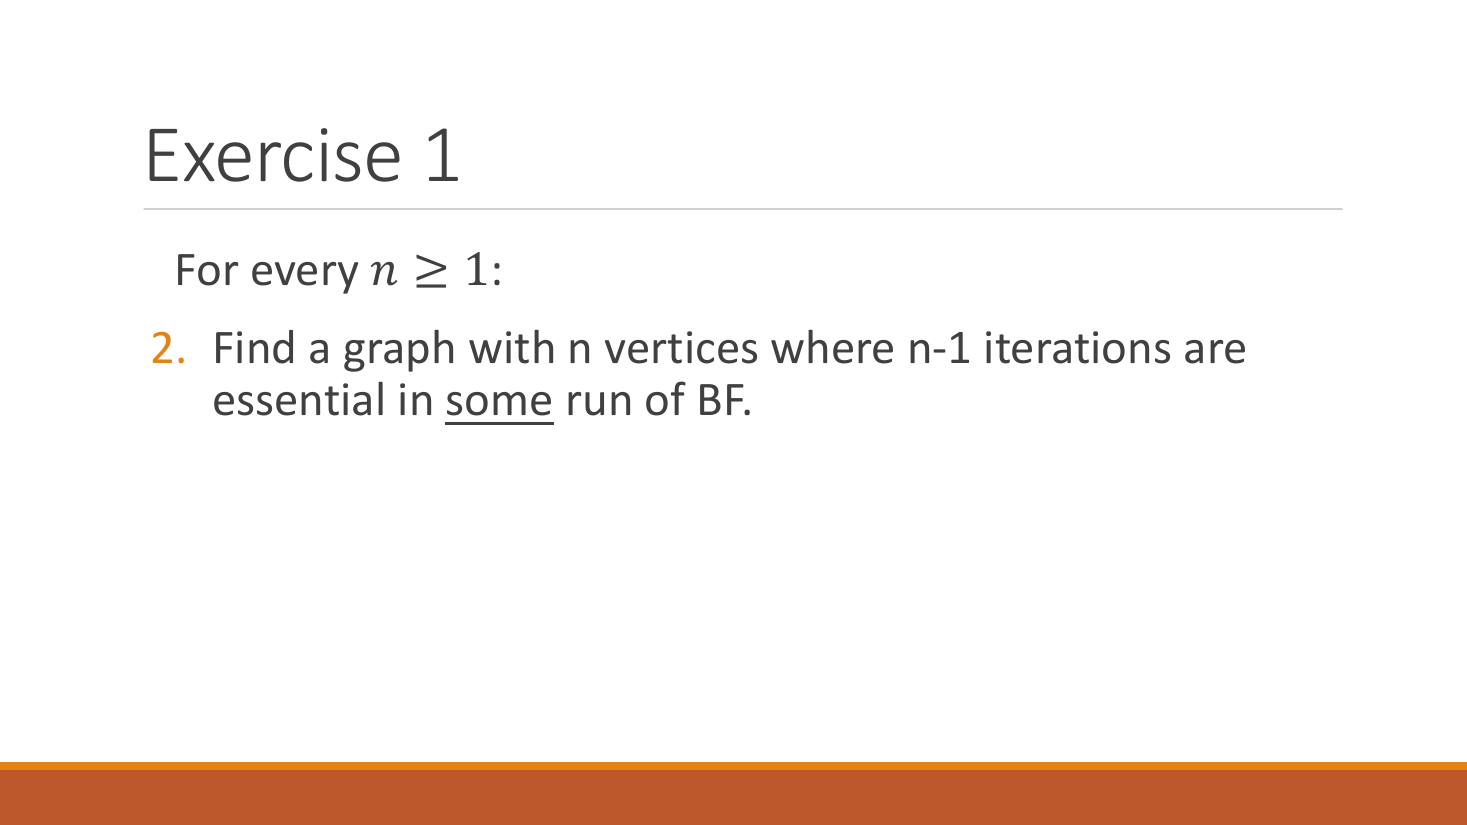 Exercise 1
For every 𝑛 ≥ 1:
2. Find a graph with n vertices where n-1 iterations are
essential in some run of BF.